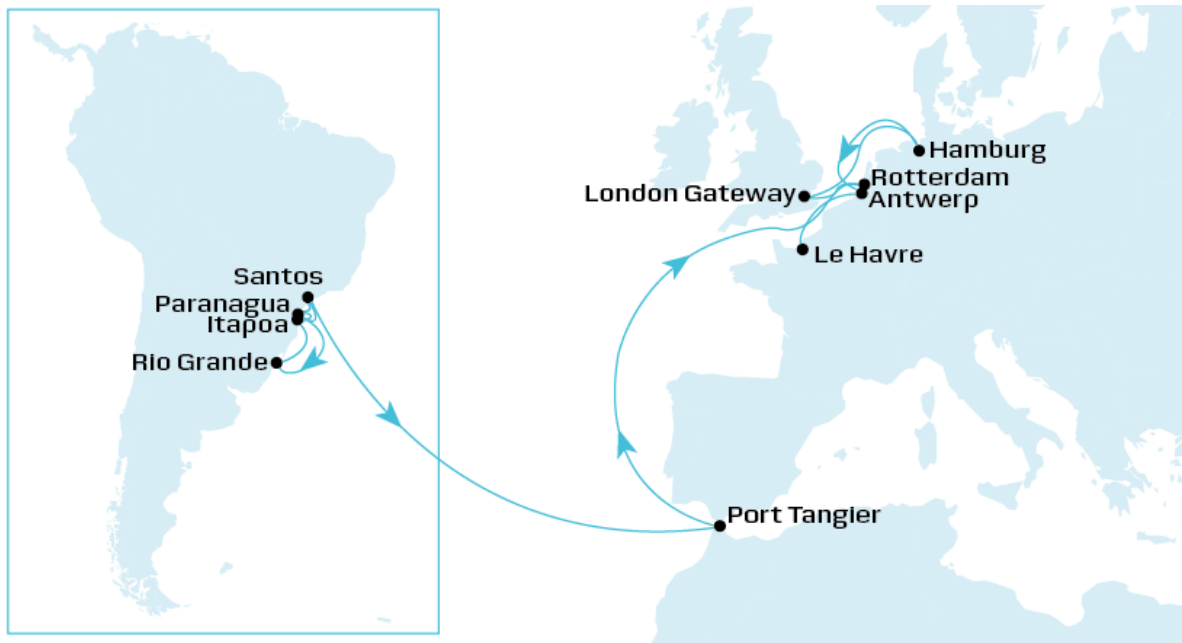 Santos
Paranagua
Itapoa
Rio Grande
Hamburg
Rotterdam
London Gateway
Antwerp
Le Havre
Port Tangier